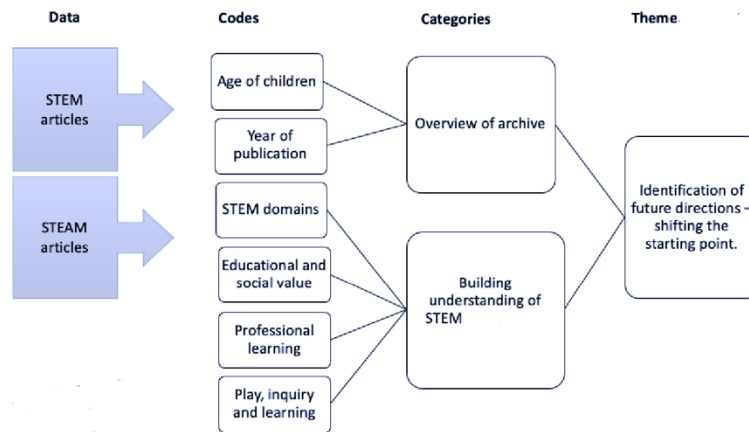 Data
Codes
Categories
Theme
STEM
articles
STEAM
articles
Age of children
Year of
publication
STEM domains
Educational and
social value
Professional
learning
Play, inquiry
and learning
Overview of archive
Building
understanding of
STEM
Identification of
future directions –
shifting the
starting point.